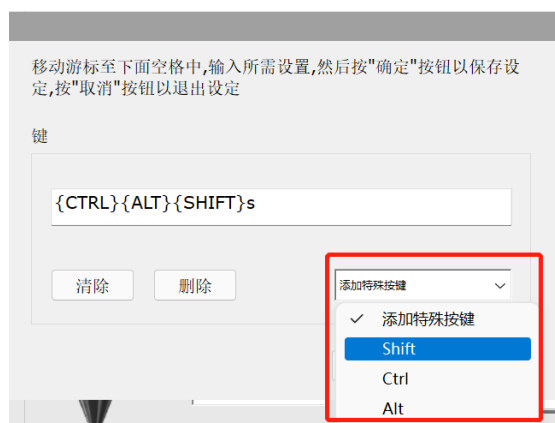 移动游标至下面空格中,输入所需设置,然后按"确定"按钮以保存设
定,按"取消"按钮以退出设定
键
{CTRL}{ALT}{SHIFT}s
清除
删除
添加特殊按键
添加特殊按键
Shift
Ctrl
Alt